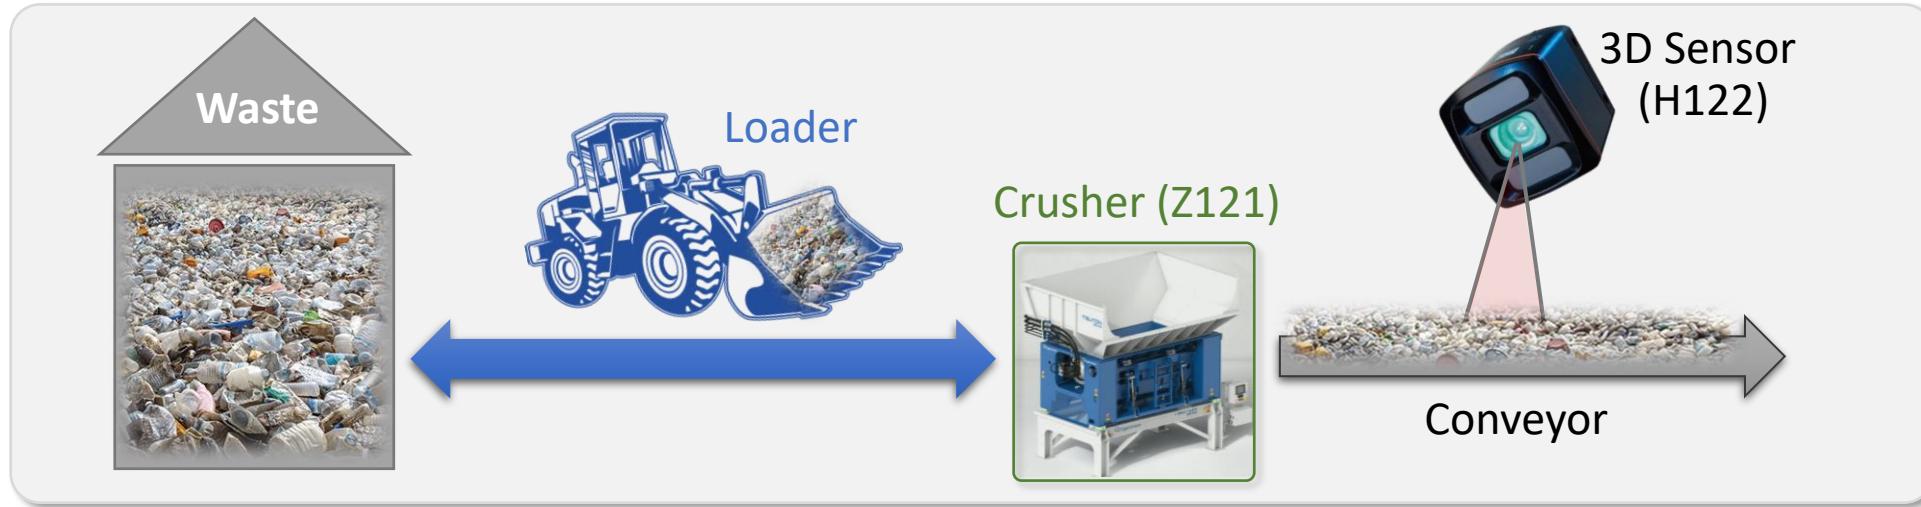 Waste
Loader
Crusher (Z121)
3D Sensor
(H122)
Conveyor